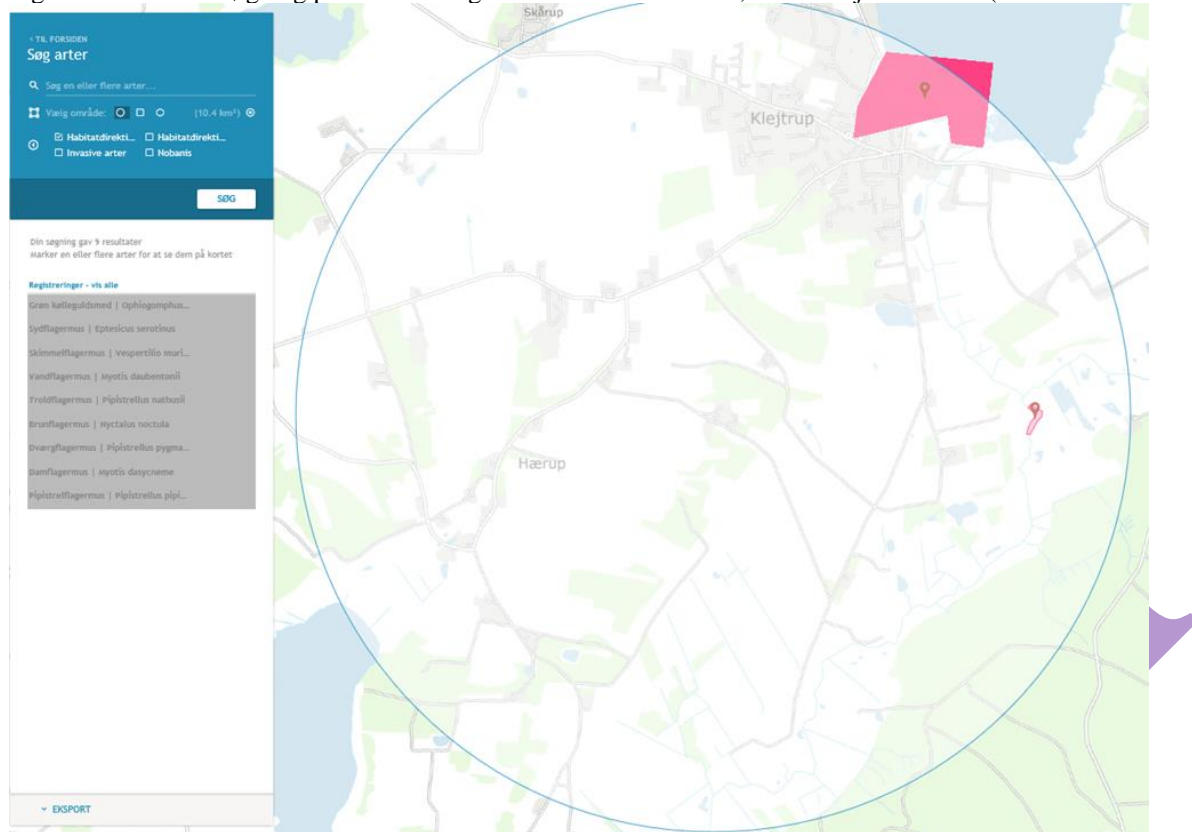 Skårup
‹ TIL FORSIDEN
Søg arter
Søg en eller flere arter...
Vælg område: (10.4 km²)
Habitatdirekti... Habitatdirekti...
Invasive arter Nobanis
SØG
Din søgning gav 9 resultater
Marker en eller flere arter for at se dem på kortet
Registreringer - vis alle
Grøn kølleguldsmed | Ophiogomphus...
Sydflagermus | Eptesicus serotinus
Skimmelflagermus | Vespertilio muri...
Vandflagermus | Myotis daubentonii
Troldflagermus | Pipistrellus nathusii
Brunflagermus | Nyctalus noctula
Dværgflagermus | Pipistrellus pygma...
Damflagermus | Myotis dasycneme
Pipistrelflagermus | Pipistrellus pipi...
EKSPORT
Klejtrup
Hærup